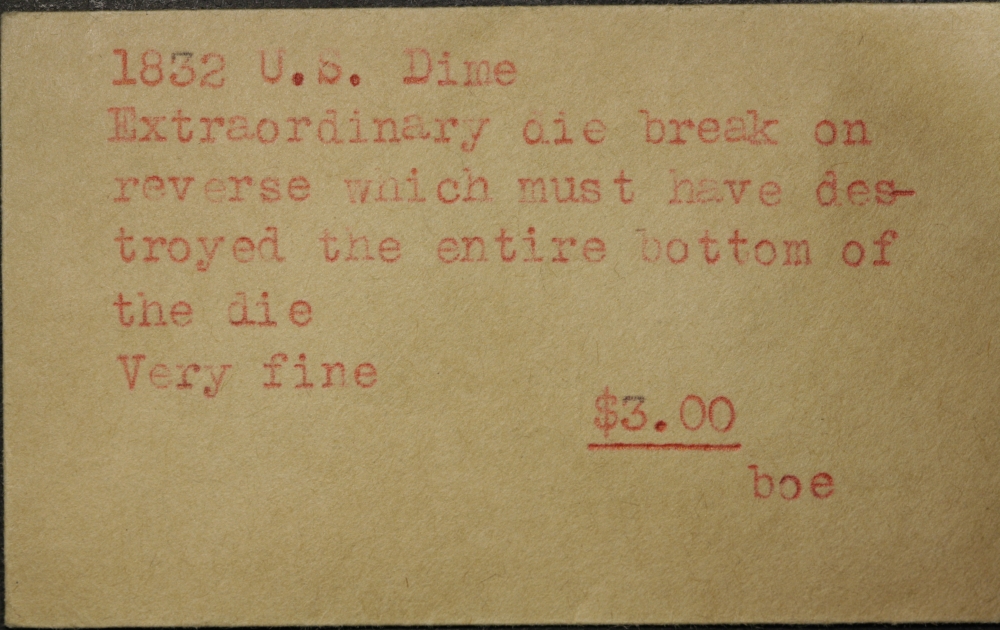 1832 U.S. Dime
Extraordinary die break on
reverse which must have des-
troyed the entire bottom of
the die
Very fine
$3.00
boe